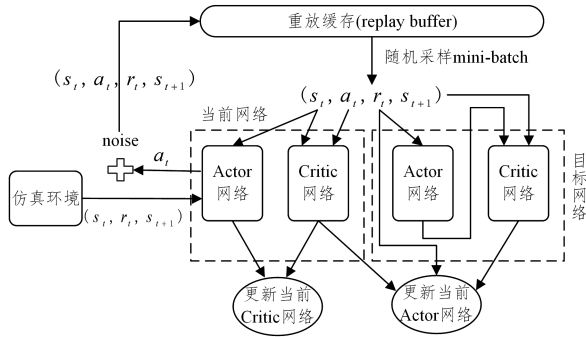 重放缓存(replay buffer)
随机采样mini-batch
(s_t, a_t, r_t, s_{t+1})
(s_t, a_t, r_t, s_{t+1})
当前网络
noise
a_t
Actor
网络
Critic
网络
Actor
网络
Critic
网络
目标网络
仿真环境
(s_t, r_t, s_{t+1})
更新当前
Critic网络
更新当前
Actor网络